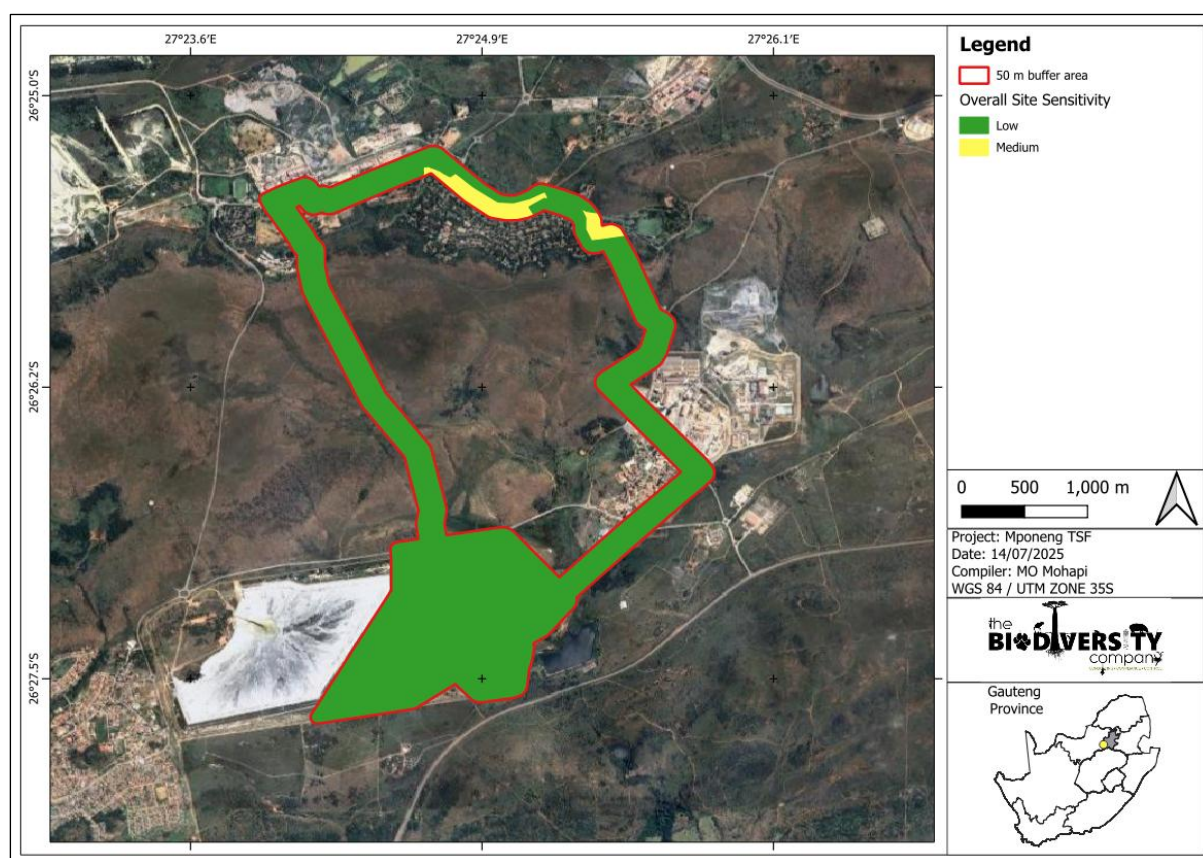 27°23.6'E
27°24.9'E
27°26.1'E
26°25.0'S
26°26.2'S
26°27.5'S
Legend
50 m buffer area
Overall Site Sensitivity
Low
Medium
0 500 1,000 m
Project: Mponeng TSF
Date: 14/07/2025
Compiler: MO Mohapi
WGS 84 / UTM ZONE 35S
the
BIODIVERSITY
company
Gauteng
Province